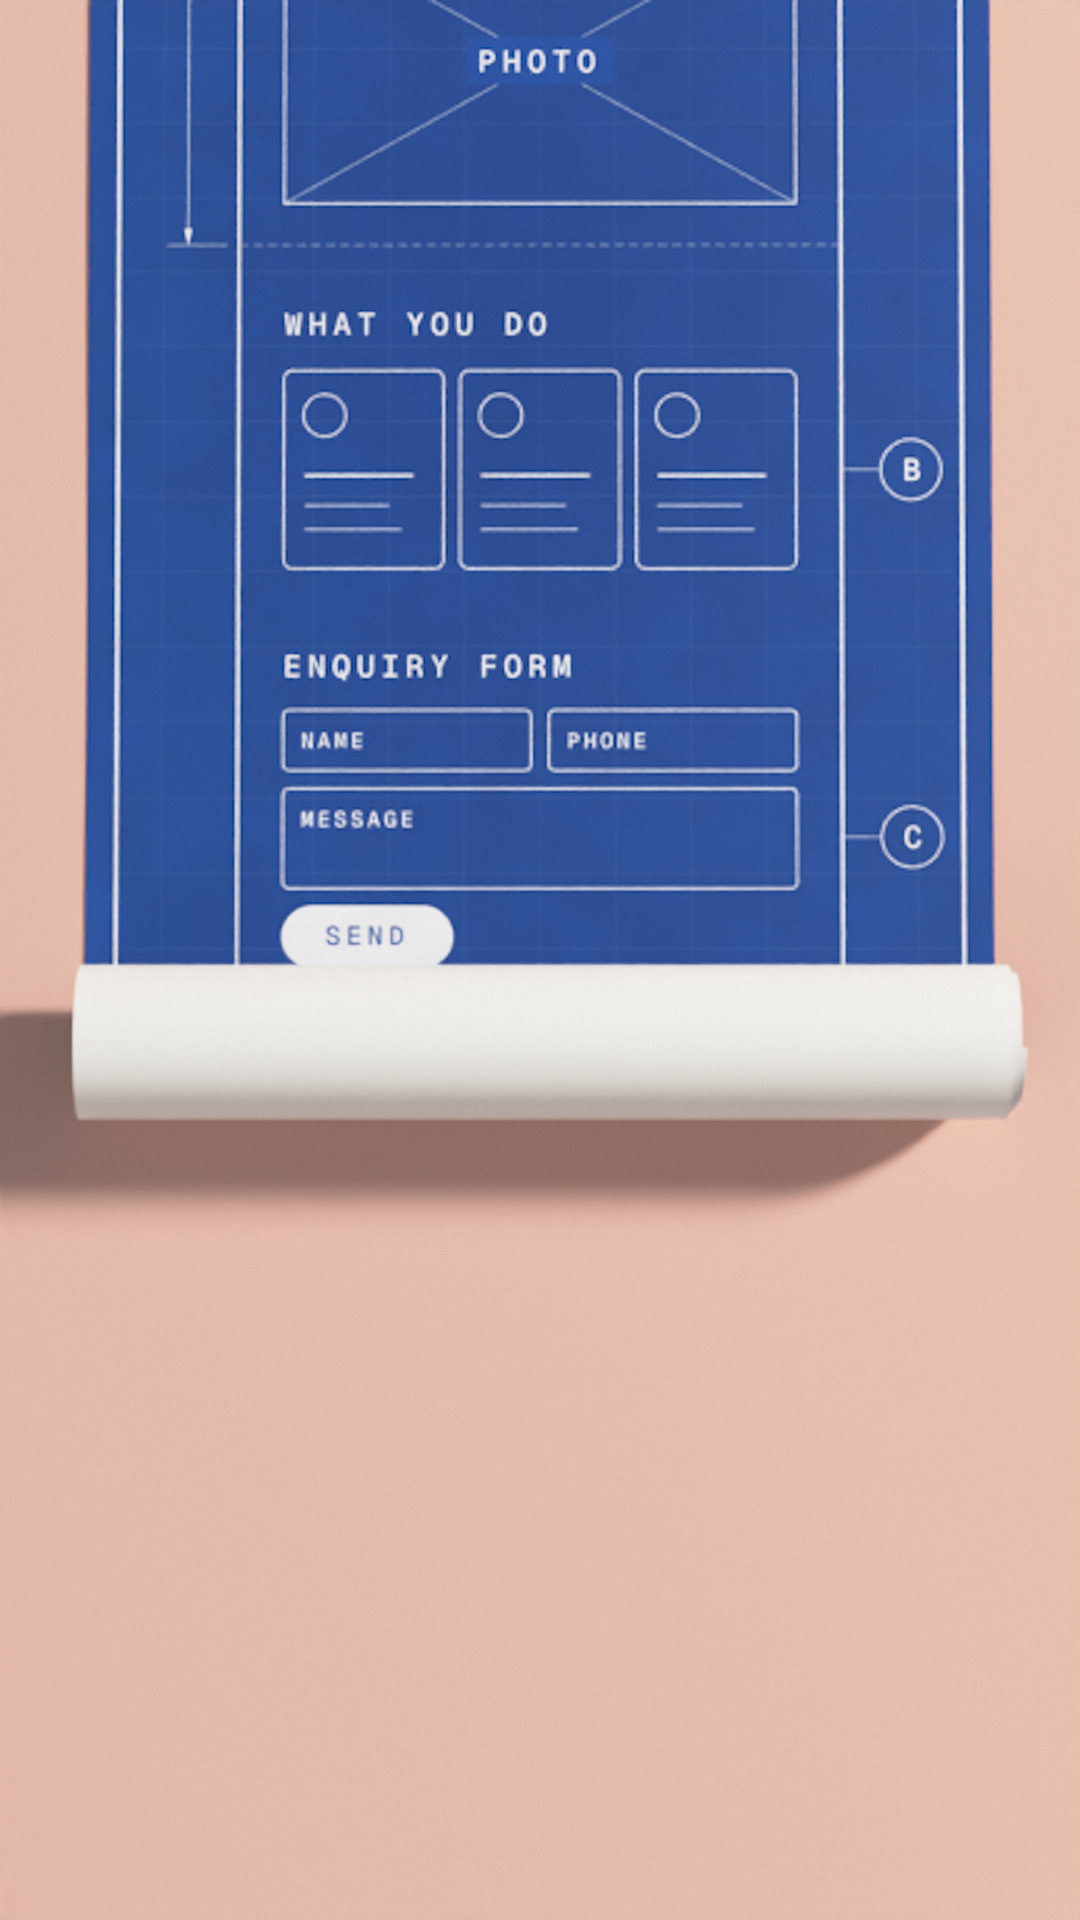 PHOTO
WHAT YOU DO
B
ENQUIRY FORM
NAME
PHONE
MESSAGE
C
SEND